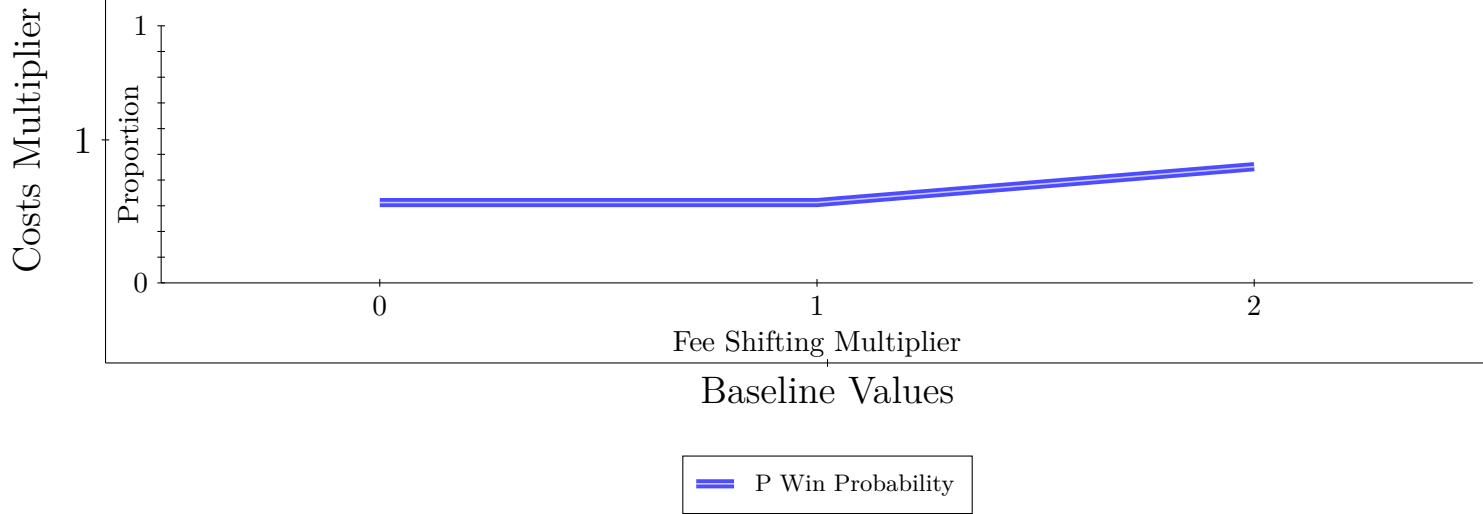 Costs Multiplier
1
Proportion
1
0
0 1 2
Fee Shifting Multiplier
Baseline Values
P Win Probability